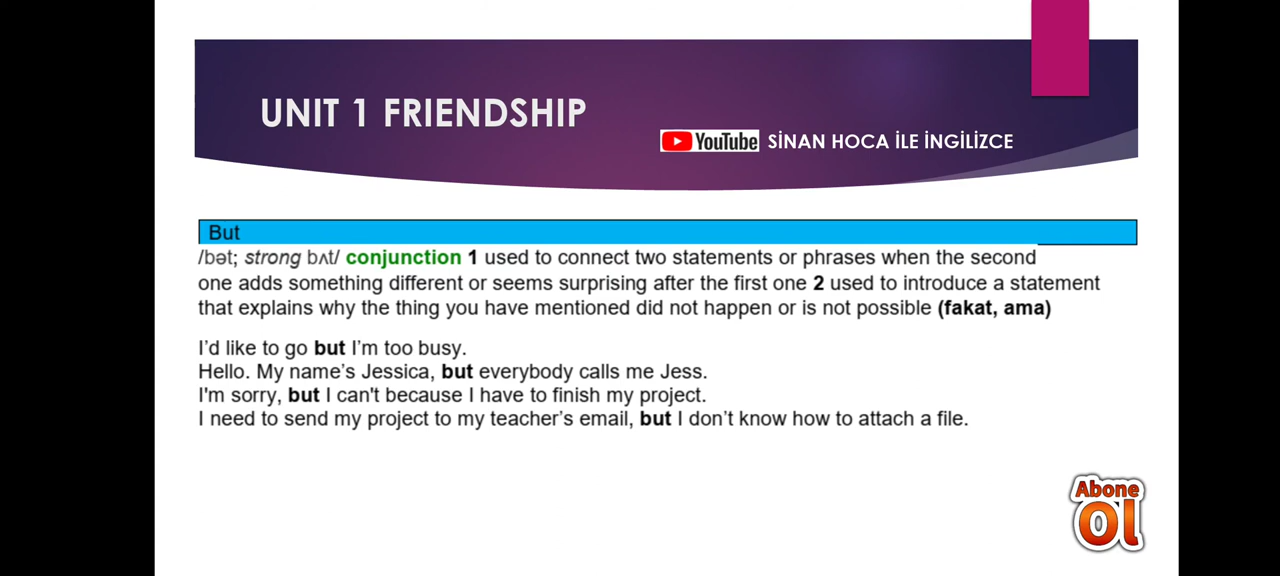 UNIT 1 FRIENDSHIP
YouTube SİNAN HOCA İLE İNGİLİZCE
But
/bət; strong bʌt/ conjunction 1 used to connect two statements or phrases when the second
one adds something different or seems surprising after the first one 2 used to introduce a statement
that explains why the thing you have mentioned did not happen or is not possible (fakat, ama)
I’d like to go but I’m too busy.
Hello. My name’s Jessica, but everybody calls me Jess.
I'm sorry, but I can't because I have to finish my project.
I need to send my project to my teacher’s email, but I don’t know how to attach a file.
Abone
ol